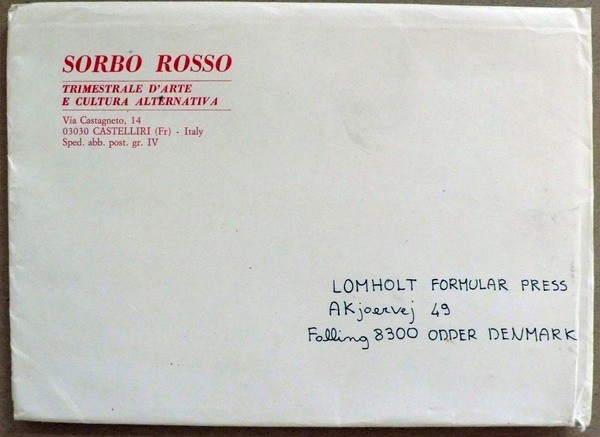 SORBO ROSSO
TRIMESTRALE D'ARTE
E CULTURA ALTERNATIVA
Via Castagneto, 14
03030 CASTELLIRI (Fr) - Italy
Sped. abb. post. gr. IV
LOMHOLT FORMULAR PRESS
AKjaervej 49
Falling 8300 ODDER DENMARK